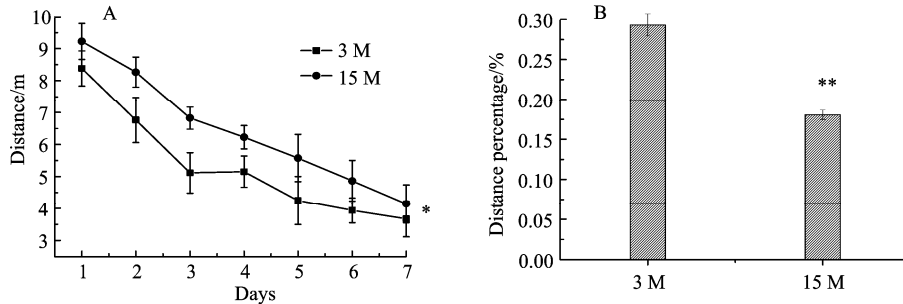 A
Distance/m
10
9
8
7
6
5
4
3
3 M
15 M
*
1 2 3 4 5 6 7
Days
B
Distance percentage/%
0.30
0.25
0.20
0.15
0.10
0.05
0.00
**
3 M 15 M